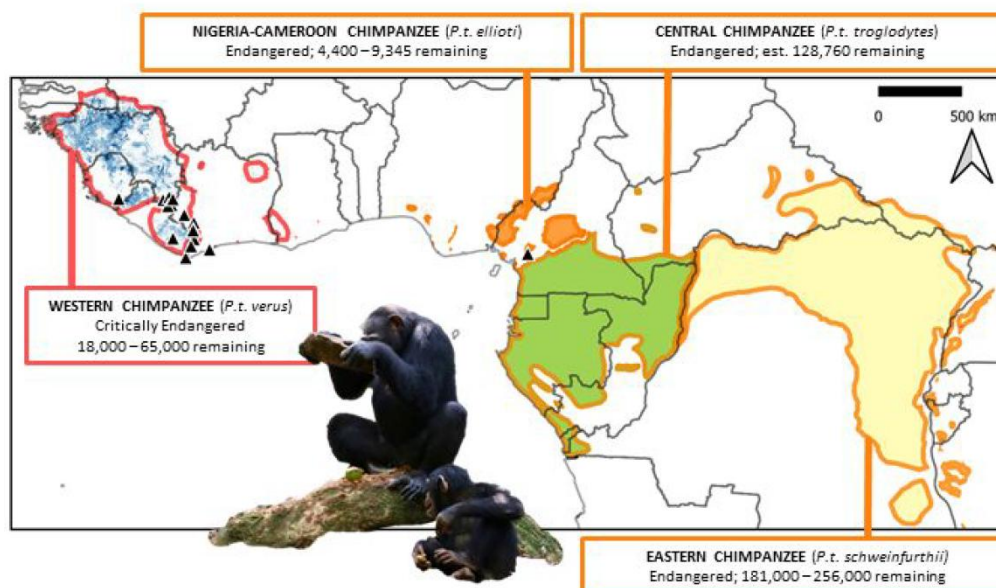 NIGERIA-CAMEROON CHIMPANZEE (P.t. ellioti)
Endangered; 4,400 – 9,345 remaining
CENTRAL CHIMPANZEE (P.t. troglodytes)
Endangered; est. 128,760 remaining
0 500 km
WESTERN CHIMPANZEE (P.t. verus)
Critically Endangered
18,000 – 65,000 remaining
EASTERN CHIMPANZEE (P.t. schweinfurthii)
Endangered; 181,000 – 256,000 remaining